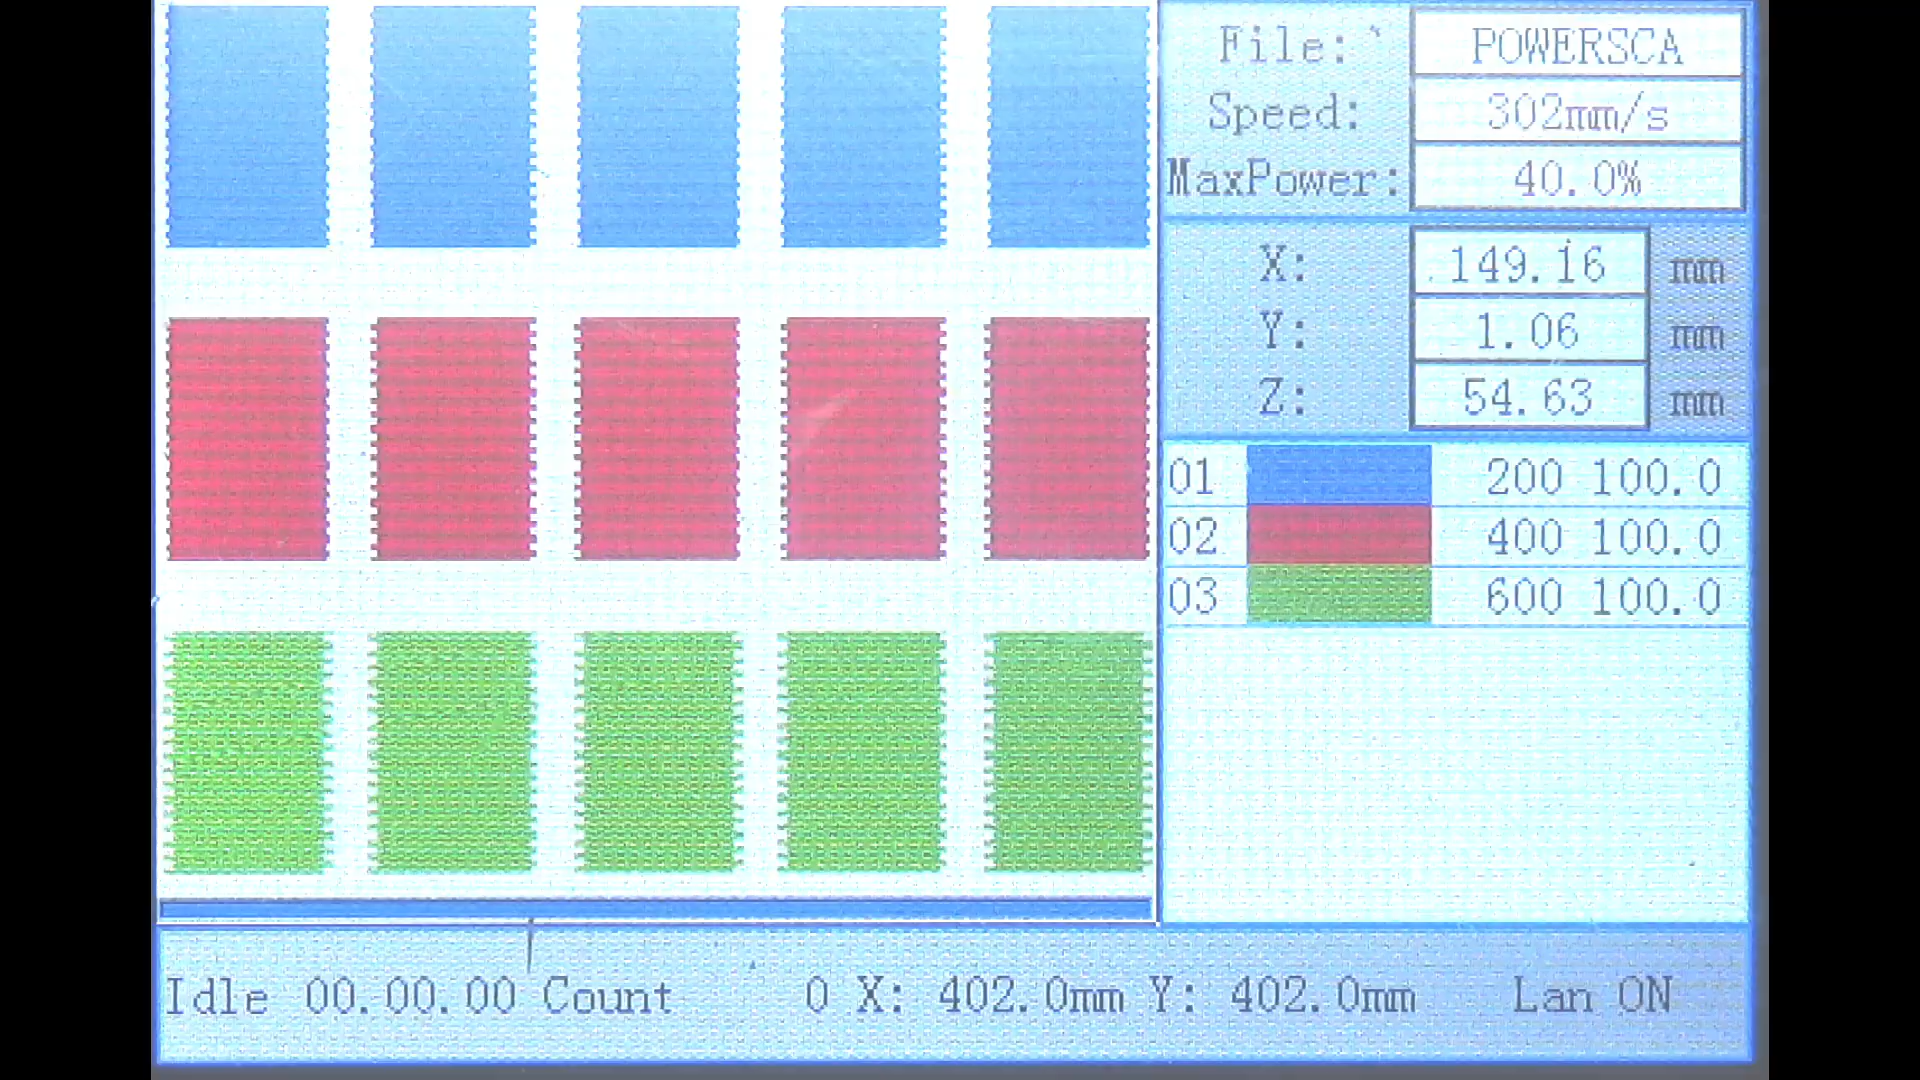 File: POWERSCA
Speed: 302mm/s
MaxPower: 40.0%
X: 149.16 mm
Y: 1.06 mm
Z: 54.63 mm
01 200 100.0
02 400 100.0
03 600 100.0
Idle 00.00.00 Count 0 X: 402.0mm Y: 402.0mm Lan ON